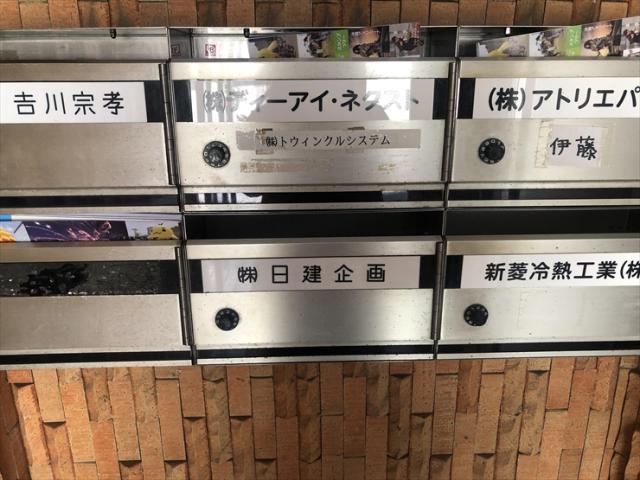 吉川宗孝
(株)ディーアイ・ネクスト
(株)アトリエパ
㈱トウィンクルシステム
伊藤
㈱日建企画
新菱冷熱工業(株